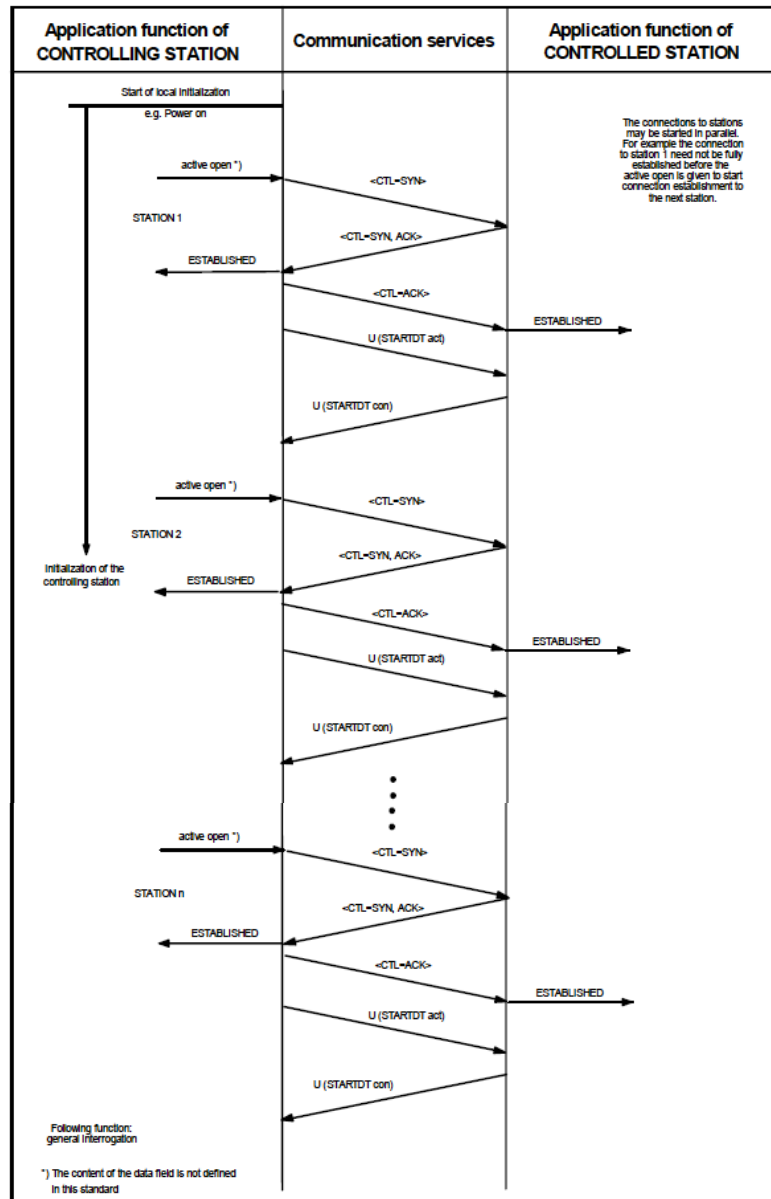 Application function of
CONTROLLING STATION
Communication services
Application function of
CONTROLLED STATION
Start of local initialization
e.g. Power on
The connections to stations
may be started in parallel.
For example the connection
to station 1 need not be fully
established before the
active open is given to start
connection establishment to
the next station.
active open *)
<CTL=SYN>
STATION 1
<CTL=SYN, ACK>
ESTABLISHED
<CTL=ACK>
ESTABLISHED
U (STARTDT act)
U (STARTDT con)
active open *)
<CTL=SYN>
STATION 2
<CTL=SYN, ACK>
Initialization of the
controlling station
ESTABLISHED
<CTL=ACK>
ESTABLISHED
U (STARTDT act)
U (STARTDT con)
active open *)
<CTL=SYN>
STATION n
<CTL=SYN, ACK>
ESTABLISHED
<CTL=ACK>
ESTABLISHED
U (STARTDT act)
U (STARTDT con)
Following function:
general interrogation
*) The content of the data field is not defined
in this standard